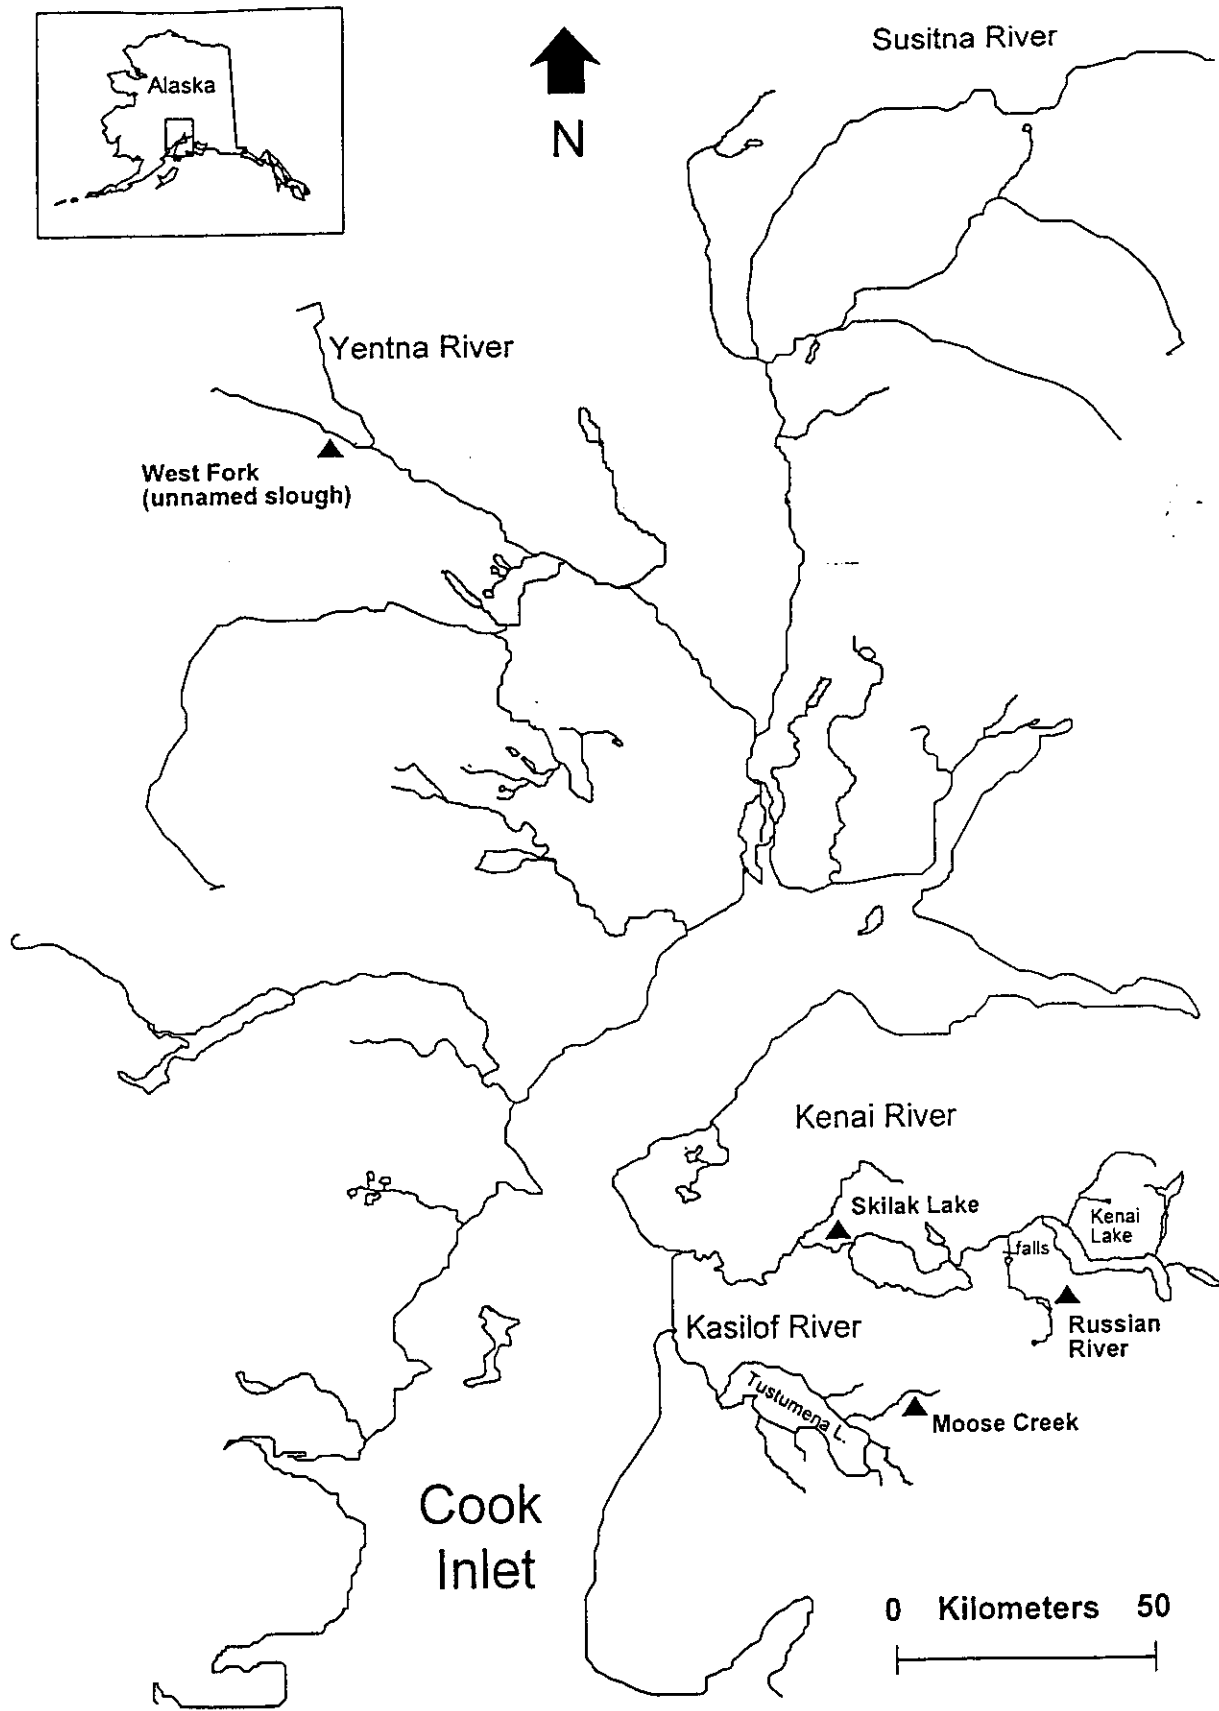 Susitna River
Alaska
N
Yentna River
West Fork
(unnamed slough)
Kenai River
Skilak Lake
Kenai
Lake
falls
Kasilof River
Russian
River
Tustumena L.
Moose Creek
Cook
Inlet
0 Kilometers 50